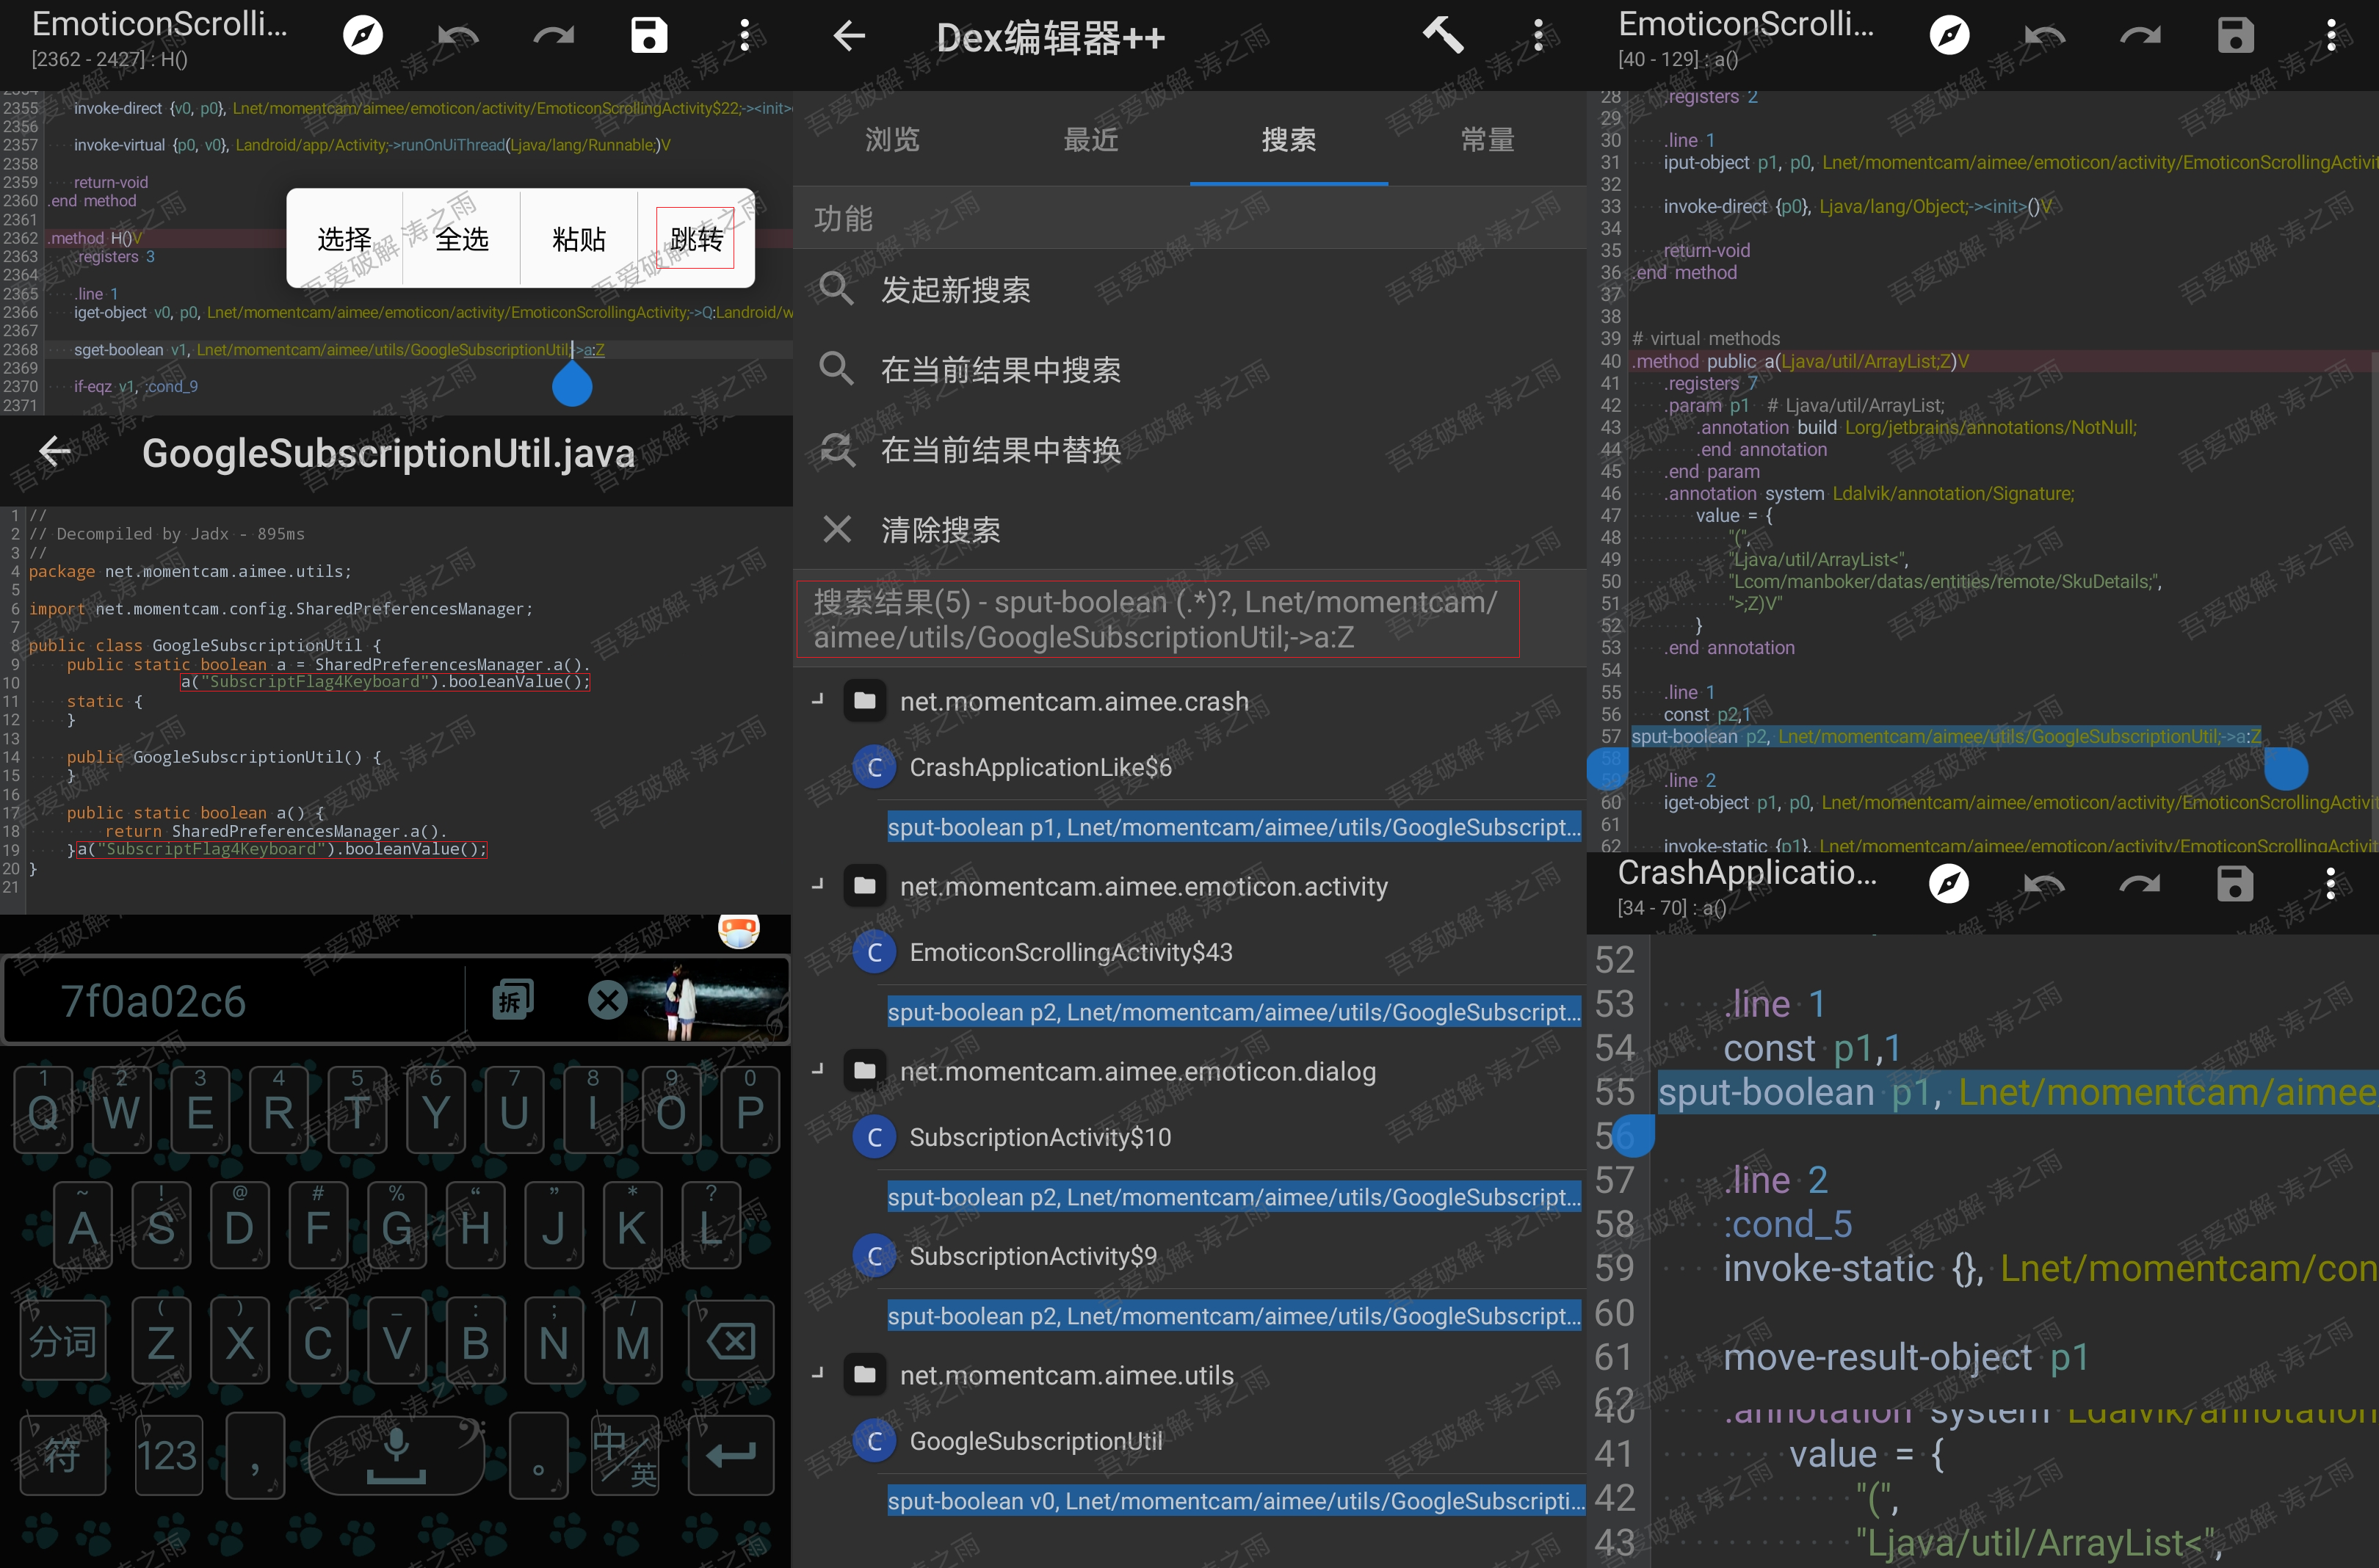 EmoticonScrolli...
[2362 - 2427] : H()
2355 invoke-direct {v0, p0}, Lnet/momentcam/aimee/emoticon/activity/EmoticonScrollingActivity$22;-><init>
2356
2357 invoke-virtual {p0, v0}, Landroid/app/Activity;->runOnUiThread(Ljava/lang/Runnable;)V
2358
2359 return-void
2360 .end method
2361
2362 .method H()V
2363 .registers 3
2364
2365 .line 1
2366 iget-object v0, p0, Lnet/momentcam/aimee/emoticon/activity/EmoticonScrollingActivity;->Q:Landroid/w
2367
2368 sget-boolean v1, Lnet/momentcam/aimee/utils/GoogleSubscriptionUtil;->a:Z
2369
2370 if-eqz v1, :cond_9
2371
选择 全选 粘贴 跳转
GoogleSubscriptionUtil.java
1 //
2 // Decompiled by Jadx - 895ms
3 //
4 package net.momentcam.aimee.utils;
5
6 import net.momentcam.config.SharedPreferencesManager;
7
8 public class GoogleSubscriptionUtil {
9 public static boolean a = SharedPreferencesManager.a().
10 a("SubscriptFlag4Keyboard").booleanValue();
11 static {
12 }
13
14 public GoogleSubscriptionUtil() {
15 }
16
17 public static boolean a() {
18 return SharedPreferencesManager.a().
19 }a("SubscriptFlag4Keyboard").booleanValue();
20 }
21
7f0a02c6 拆
1 2 3 4 5 6 7 8 9 0
Q W E R T Y U I O P
~ ! @ # % “ ” * ?
A S D F G H J K L
( ) - _ : ; /
分词 Z X C V B N M
符 123 , 。 中/英
Dex编辑器++
浏览 最近 搜索 常量
功能
发起新搜索
在当前结果中搜索
在当前结果中替换
清除搜索
搜索结果(5) - sput-boolean (.*)?, Lnet/momentcam/
aimee/utils/GoogleSubscriptionUtil;->a:Z
net.momentcam.aimee.crash
C CrashApplicationLike$6
sput-boolean p1, Lnet/momentcam/aimee/utils/GoogleSubscript...
net.momentcam.aimee.emoticon.activity
C EmoticonScrollingActivity$43
sput-boolean p2, Lnet/momentcam/aimee/utils/GoogleSubscript...
net.momentcam.aimee.emoticon.dialog
C SubscriptionActivity$10
sput-boolean p2, Lnet/momentcam/aimee/utils/GoogleSubscript...
C SubscriptionActivity$9
sput-boolean p2, Lnet/momentcam/aimee/utils/GoogleSubscript...
net.momentcam.aimee.utils
C GoogleSubscriptionUtil
sput-boolean v0, Lnet/momentcam/aimee/utils/GoogleSubscripti...
EmoticonScrolli...
[40 - 129] : a()
28 .registers 2
29
30 .line 1
31 iput-object p1, p0, Lnet/momentcam/aimee/emoticon/activity/EmoticonScrollingActivit
32
33 invoke-direct {p0}, Ljava/lang/Object;-><init>()V
34
35 return-void
36 .end method
37
38
39 # virtual methods
40 .method public a(Ljava/util/ArrayList;Z)V
41 .registers 7
42 .param p1 # Ljava/util/ArrayList;
43 .annotation build Lorg/jetbrains/annotations/NotNull;
44 .end annotation
45 .end param
46 .annotation system Ldalvik/annotation/Signature;
47 value = {
48 "(",
49 "Ljava/util/ArrayList<",
50 "Lcom/manboker/datas/entities/remote/SkuDetails;",
51 ">;Z)V"
52 }
53 .end annotation
54
55 .line 1
56 const p2,1
57 sput-boolean p2, Lnet/momentcam/aimee/utils/GoogleSubscriptionUtil;->a:Z
58
59 .line 2
60 iget-object p1, p0, Lnet/momentcam/aimee/emoticon/activity/EmoticonScrollingActivit
61
62 invoke-static {p1}, Lnet/momentcam/aimee/emoticon/activity/EmoticonScrollingActivit
CrashApplicatio...
[34 - 70] : a()
52
53 .line 1
54 const p1,1
55 sput-boolean p1, Lnet/momentcam/aimee
56
57 .line 2
58 :cond_5
59 invoke-static {}, Lnet/momentcam/con
60
61 move-result-object p1
62
40 .annotation system Ldalvik/annotation
41 value = {
42 "(",
43 "Ljava/util/ArrayList<",
吾爱破解 涛之雨